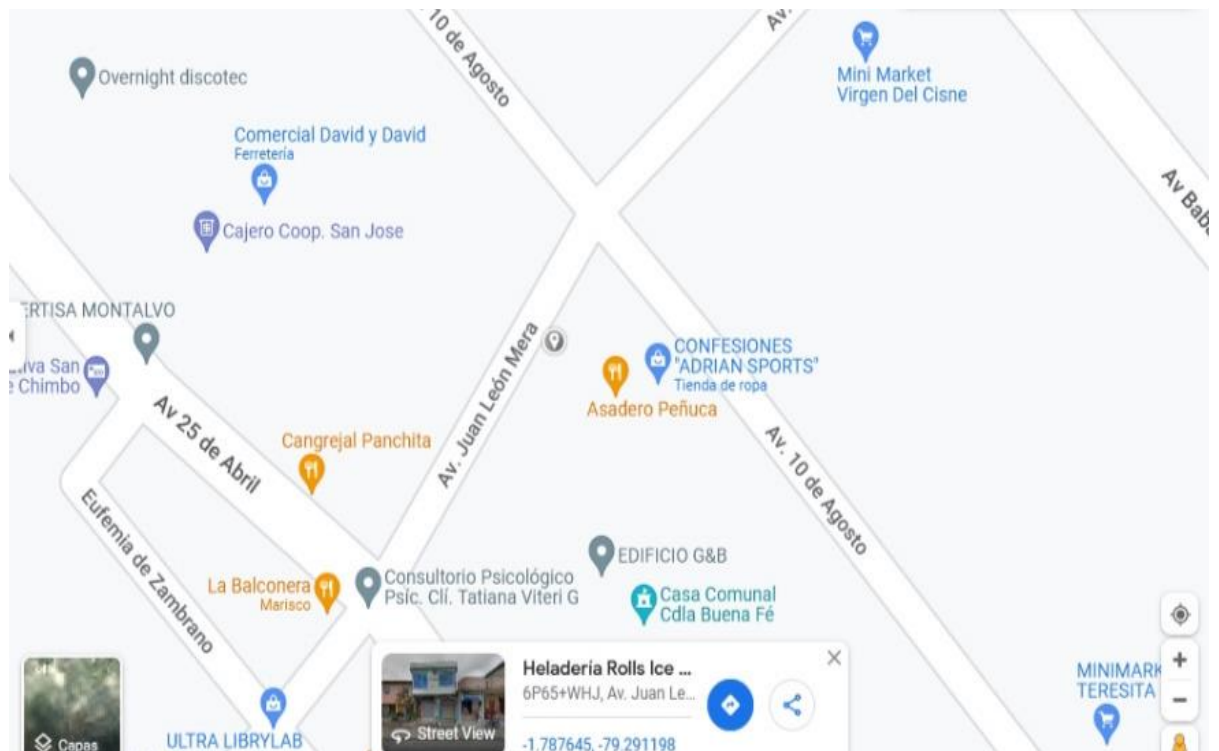 10 de Agosto
Av.
Mini Market
Virgen Del Cisne
Overnight discotec
Comercial David y David
Ferretería
Cajero Coop. San Jose
Av Baba
ERTISA MONTALVO
CONFESIONES
"ADRIAN SPORTS"
Tienda de ropa
Asadero Peñuca
iva San
e Chimbo
Av. Juan León Mera
Av 25 de Abril
Cangrejal Panchita
Av. 10 de Agosto
Eufemia de Zambrano
EDIFICIO G&B
La Balconera
Marisco
Consultorio Psicológico
Psic. Clí. Tatiana Viteri G
Casa Comunal
Cdla Buena Fé
Heladería Rolls Ice ...
6P65+WHJ, Av. Juan Le...
-1.787645, -79.291198
Street View
MINIMARK
TERESITA
Capas
ULTRA LIBRYLAB